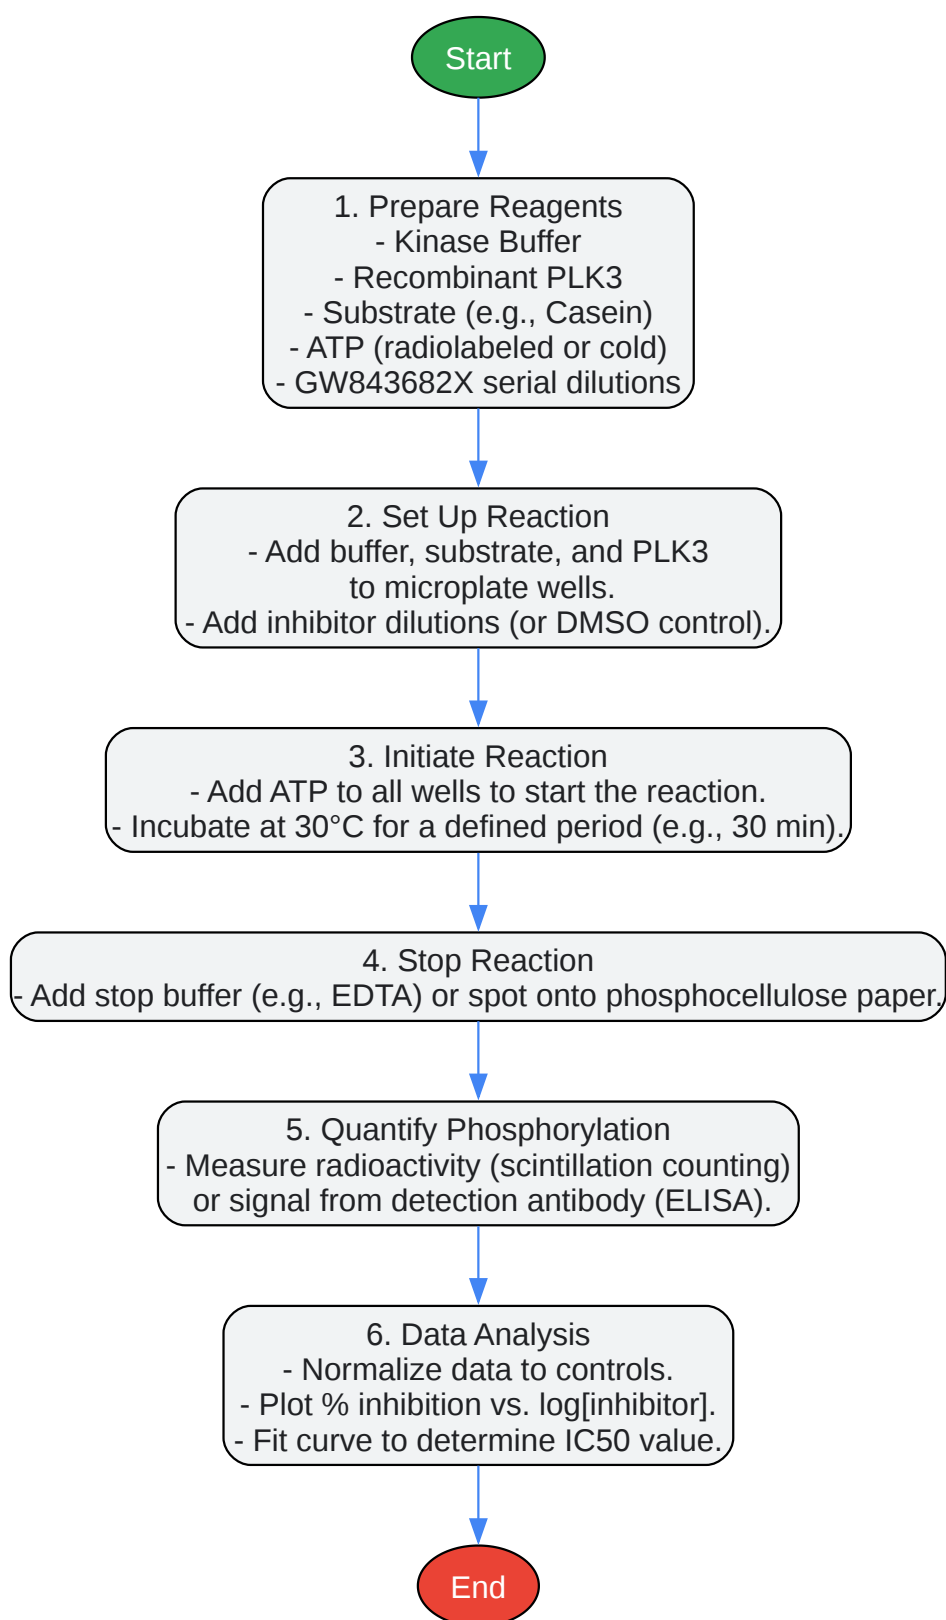 Start
1. Prepare Reagents
- Kinase Buffer
- Recombinant PLK3
- Substrate (e.g., Casein)
- ATP (radiolabeled or cold)
- GW843682X serial dilutions
2. Set Up Reaction
- Add buffer, substrate, and PLK3
to microplate wells.
- Add inhibitor dilutions (or DMSO control).
3. Initiate Reaction
- Add ATP to all wells to start the reaction.
- Incubate at 30°C for a defined period (e.g., 30 min).
4. Stop Reaction
- Add stop buffer (e.g., EDTA) or spot onto phosphocellulose paper.
5. Quantify Phosphorylation
- Measure radioactivity (scintillation counting)
or signal from detection antibody (ELISA).
6. Data Analysis
- Normalize data to controls.
- Plot % inhibition vs. log[inhibitor].
- Fit curve to determine IC50 value.
End